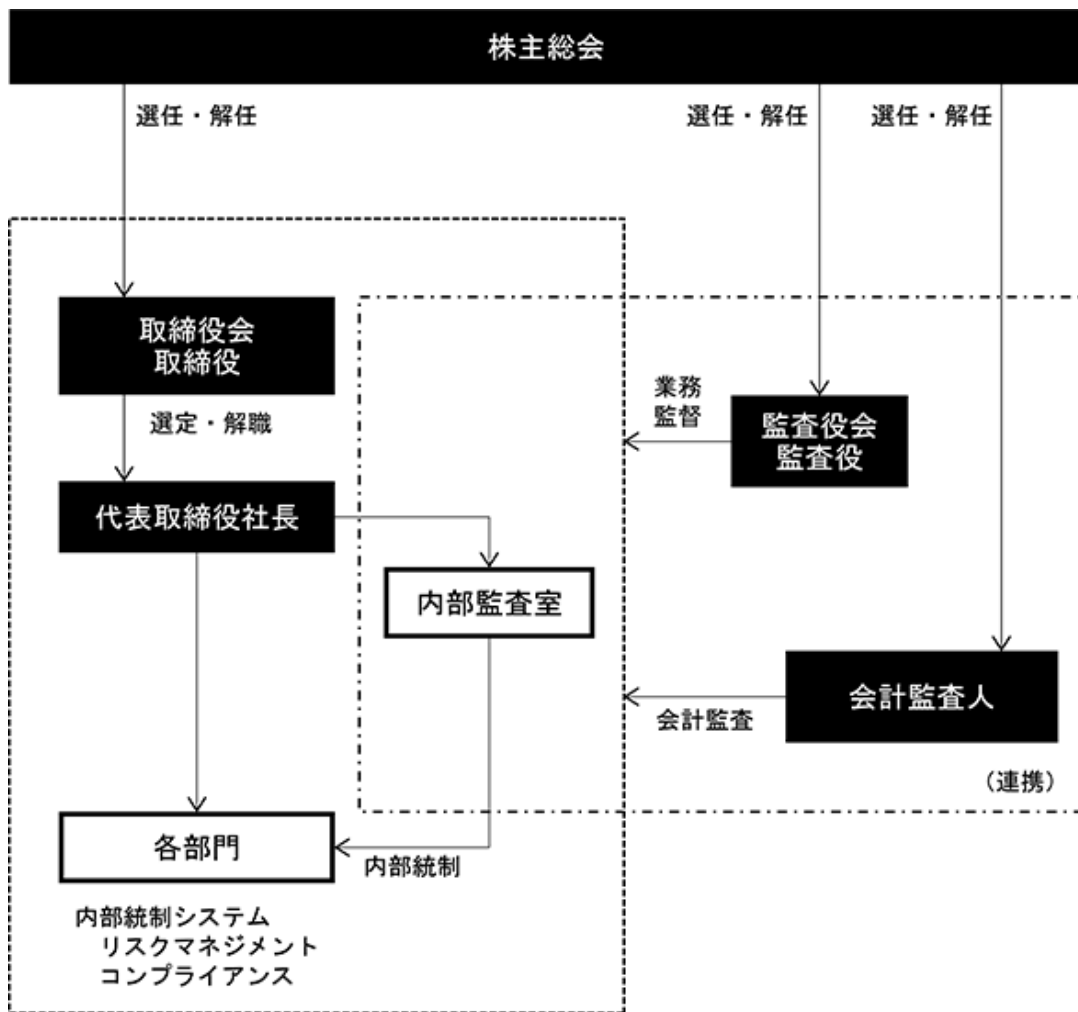 株主総会
選任・解任
選任・解任
選任・解任
取締役会
取締役
選定・解職
業務
監督
監査役会
監査役
代表取締役社長
内部監査室
会計監査人
会計監査
（連携）
各部門
内部統制
内部統制システム
リスクマネジメント
コンプライアンス